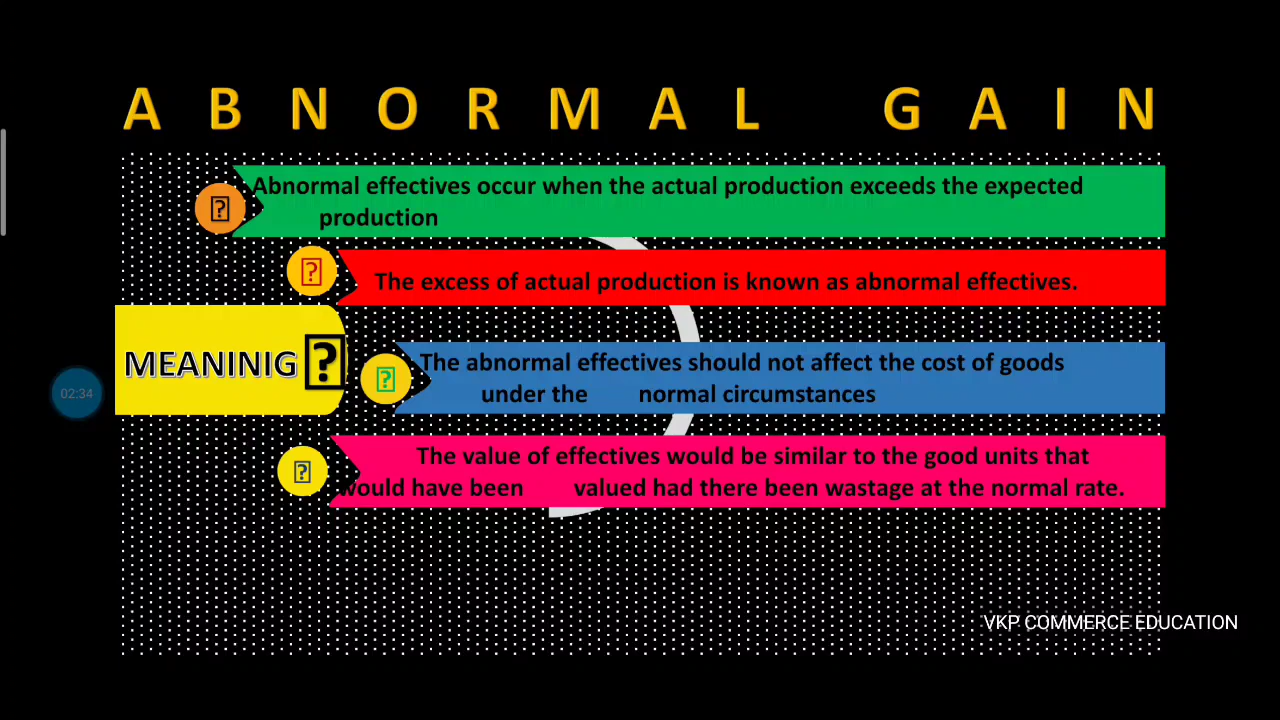 ABNORMAL GAIN
Abnormal effectives occur when the actual production exceeds the expected
production
The excess of actual production is known as abnormal effectives.
MEANINIG
The abnormal effectives should not affect the cost of goods
under the normal circumstances
02:34
The value of effectives would be similar to the good units that
would have been valued had there been wastage at the normal rate.
VKP COMMERCE EDUCATION